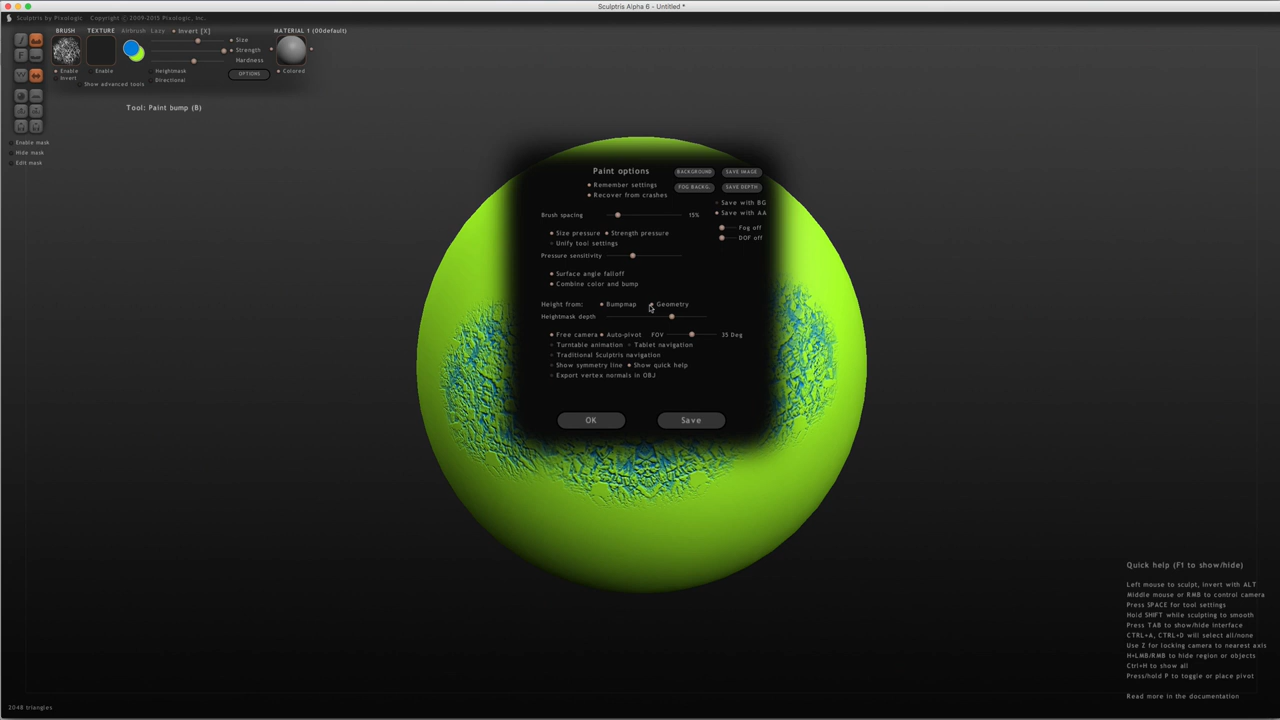 Sculptris Alpha 6 - Untitled *
Sculptris by Pixologic, Copyright © 2009-2015 Pixologic, Inc.
BRUSH
TEXTURE
Airbrush Lazy Invert [X]
MATERIAL 1 (00default)
Size
Strength
Hardness
Enable
Invert
Enable
Heightmask
Directional
OPTIONS
Colored
Show advanced tools
Tool: Paint bump (B)
F
W
Enable mask
Hide mask
Edit mask
Paint options
BACKGROUND
SAVE IMAGE
Remember settings
FOG BACKG.
SAVE DEPTH
Recover from crashes
Save with BG
Save with AA
Brush spacing 15%
Fog off
Size pressure Strength pressure
DOF off
Unify tool settings
Pressure sensitivity
Surface angle falloff
Combine color and bump
Height from: Bumpmap Geometry
Heightmask depth
Free camera Auto-pivot FOV 35 Deg
Turntable animation Tablet navigation
Traditional Sculptris navigation
Show symmetry line Show quick help
Export vertex normals in OBJ
OK
Save
Quick help (F1 to show/hide)
Left mouse to sculpt, invert with ALT
Middle mouse or RMB to control camera
Press SPACE for tool settings
Hold SHIFT while sculpting to smooth
Press TAB to show/hide interface
CTRL+A, CTRL+D will select all/none
Use Z for locking camera to nearest axis
H+LMB/RMB to hide region or objects
Ctrl+H to show all
Press/hold P to toggle or place pivot
Read more in the documentation
2048 triangles